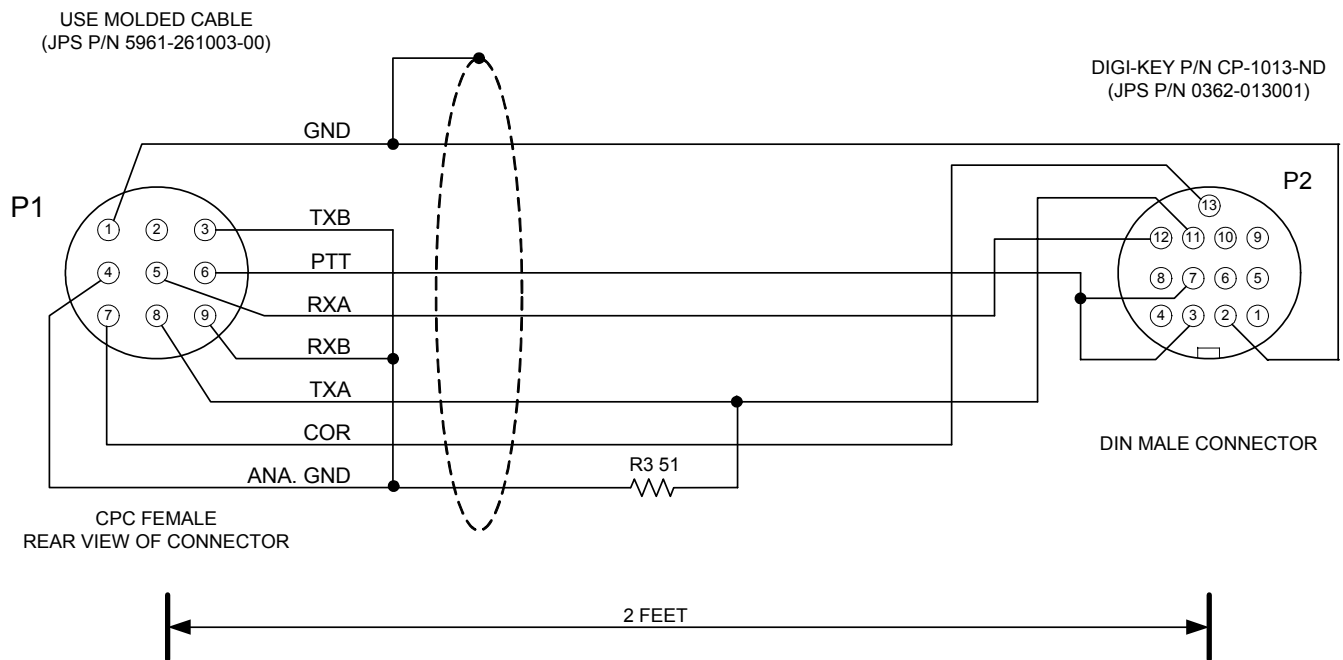 USE MOLDED CABLE
(JPS P/N 5961-261003-00)
DIGI-KEY P/N CP-1013-ND
(JPS P/N 0362-013001)
GND
P1
P2
1 2 3
4 5 6
7 8 9
TXB
PTT
RXA
RXB
TXA
COR
ANA. GND
R3 51
13
12 11 10 9
8 7 6 5
4 3 2 1
DIN MALE CONNECTOR
CPC FEMALE
REAR VIEW OF CONNECTOR
2 FEET